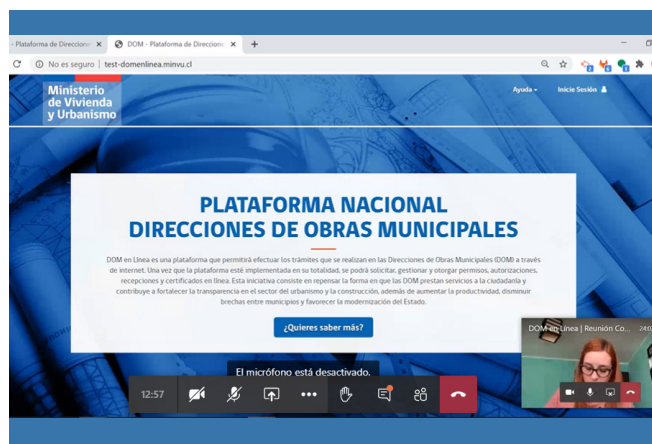 - Plataforma de Direccione
DOM - Plataforma de Direccione
No es seguro | test-domenlinea.minvu.cl
Ministerio
de Vivienda
y Urbanismo
Ayuda
Inicie Sesión
PLATAFORMA NACIONAL
DIRECCIONES DE OBRAS MUNICIPALES
DOM en Línea es una plataforma que permitirá efectuar los trámites que se realizan en las Direcciones de Obras Municipales (DOM) a través
de internet. Una vez que la plataforma esté implementada en su totalidad, se podrá solicitar, gestionar y otorgar permisos, autorizaciones,
recepciones y certificados en línea. Esta iniciativa consiste en repensar la forma en que las DOM prestan servicios a la ciudadanía y
contribuye a fortalecer la transparencia en el sector del urbanismo y la construcción, además de aumentar la productividad, disminuir
brechas entre municipios y favorecer la modernización del Estado.
¿Quieres saber más?
DOM en Línea | Reunión Co... 24:0
El micrófono está desactivado.
12:57